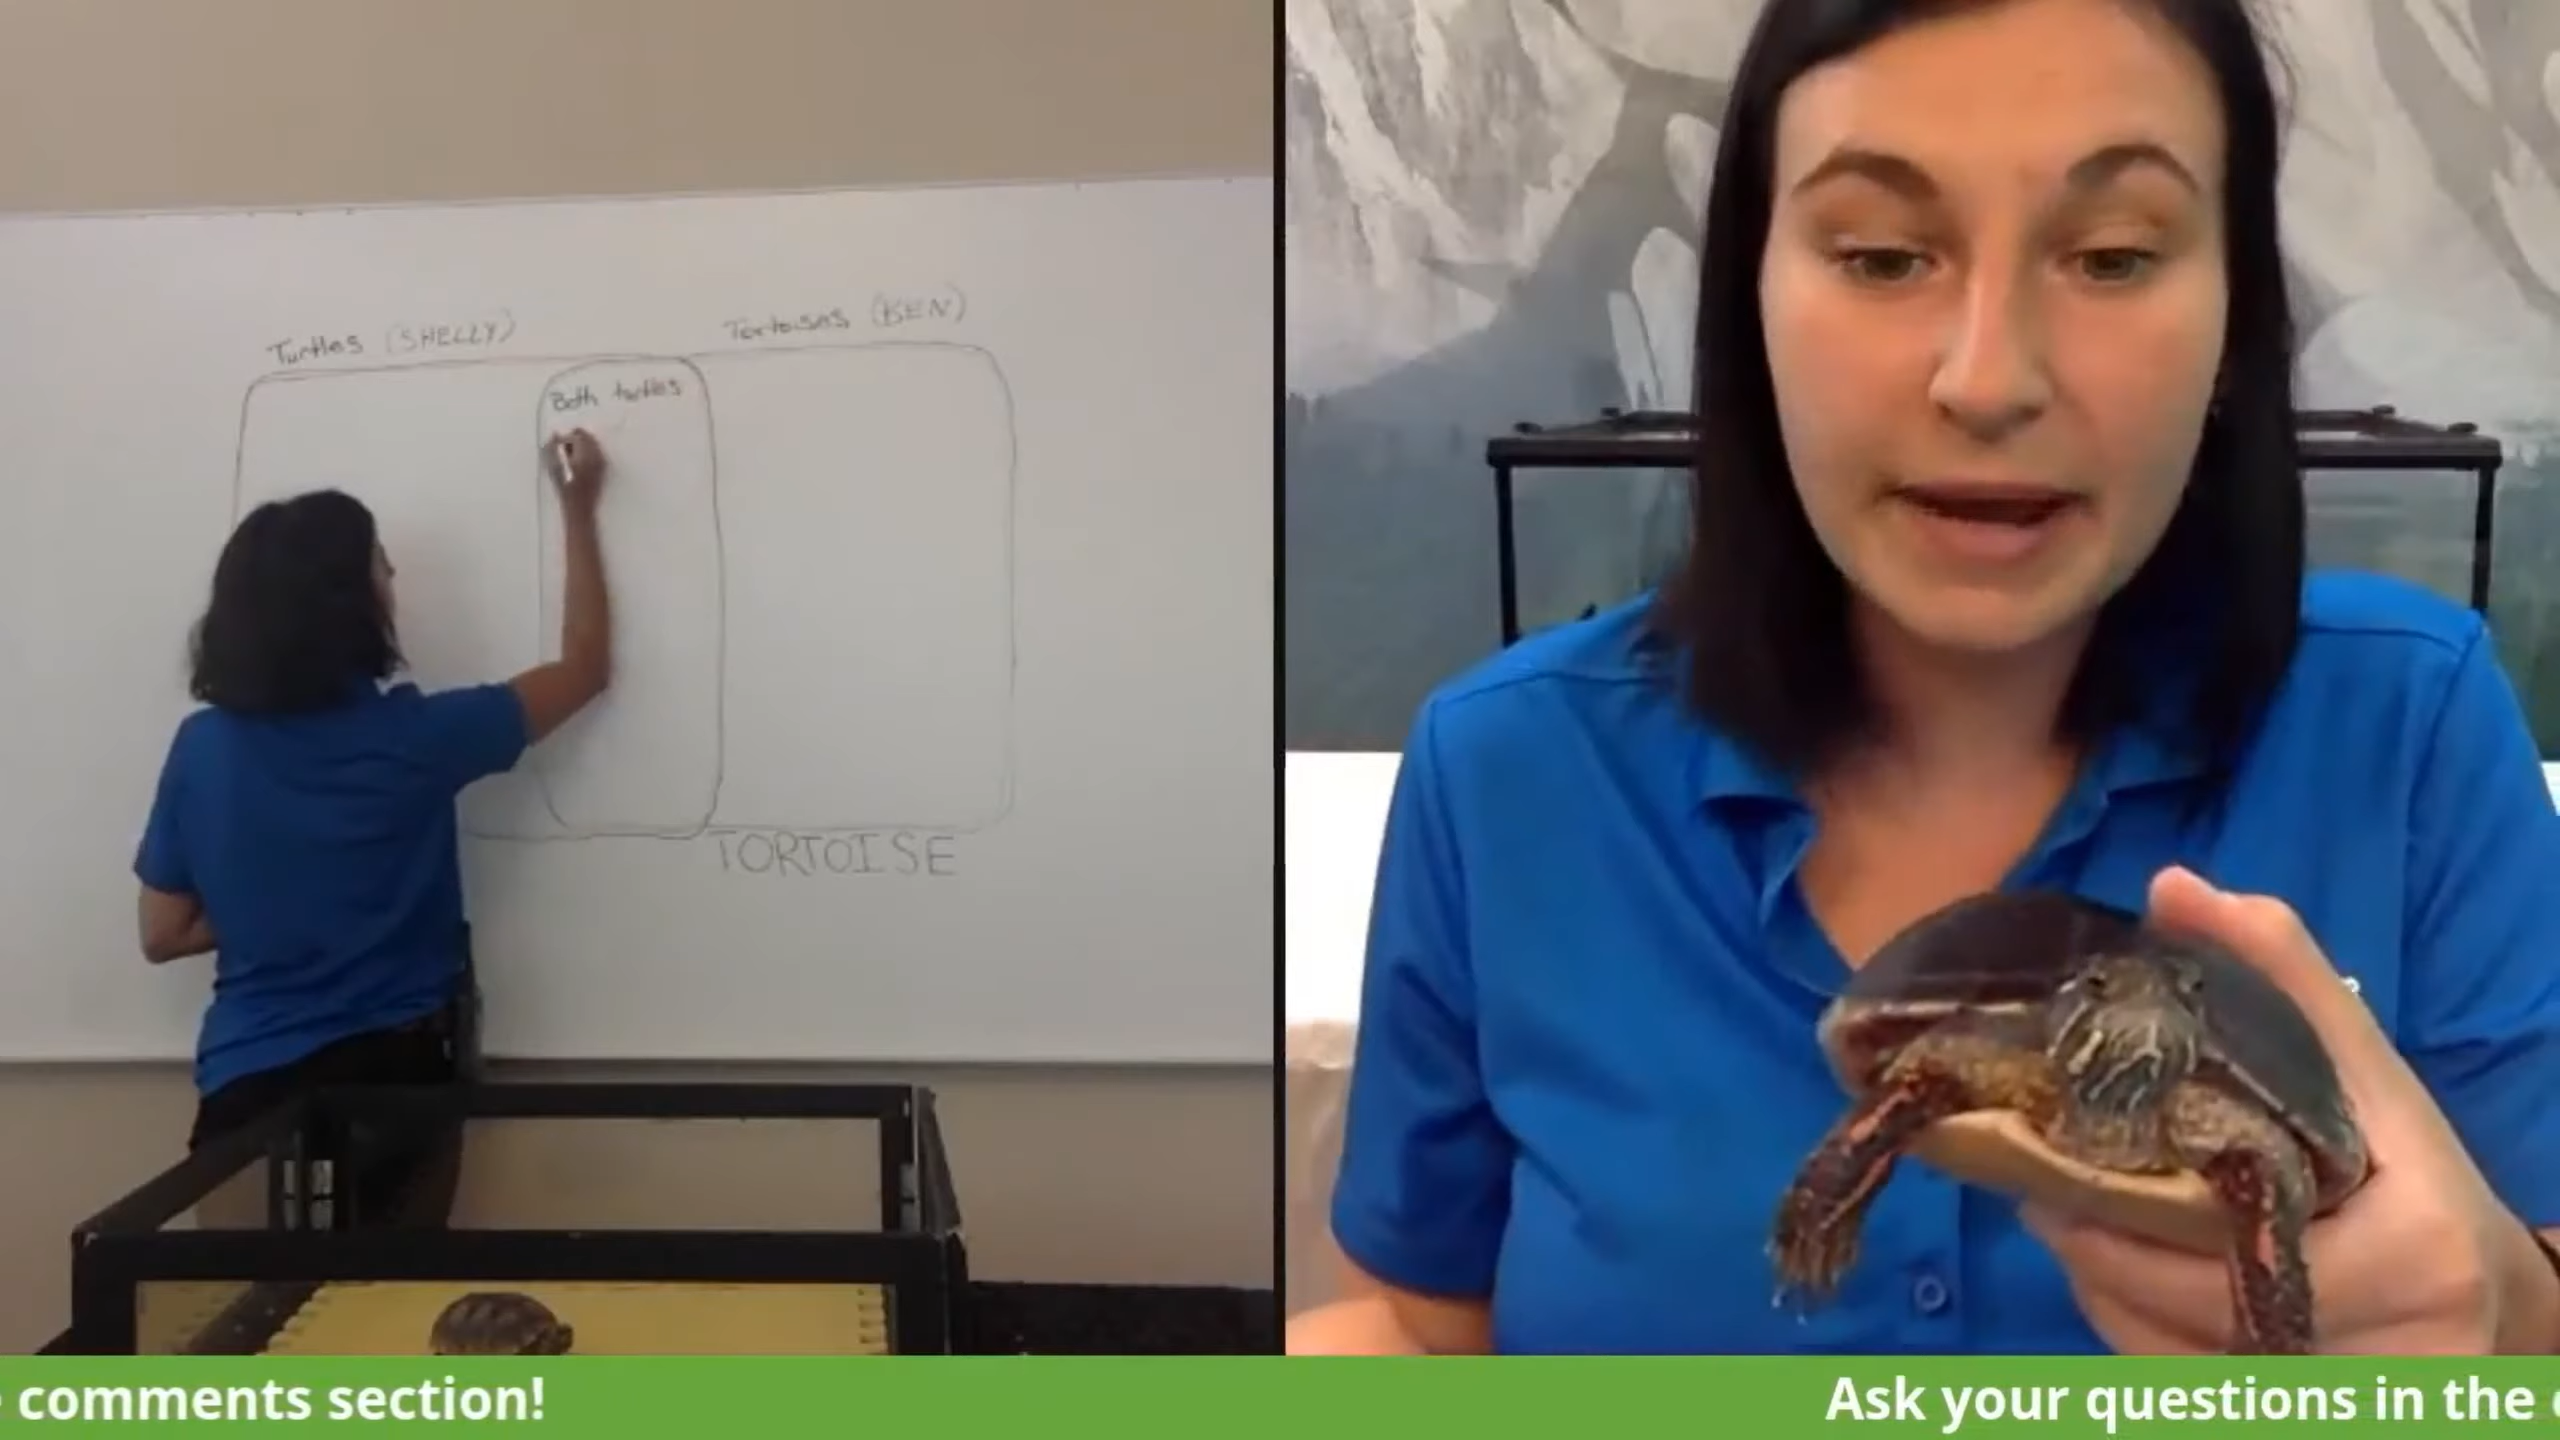 Turtles (SHELLY)
Tortoises (BEN)
Both turtles
TORTOISE
comments section!
Ask your questions in the